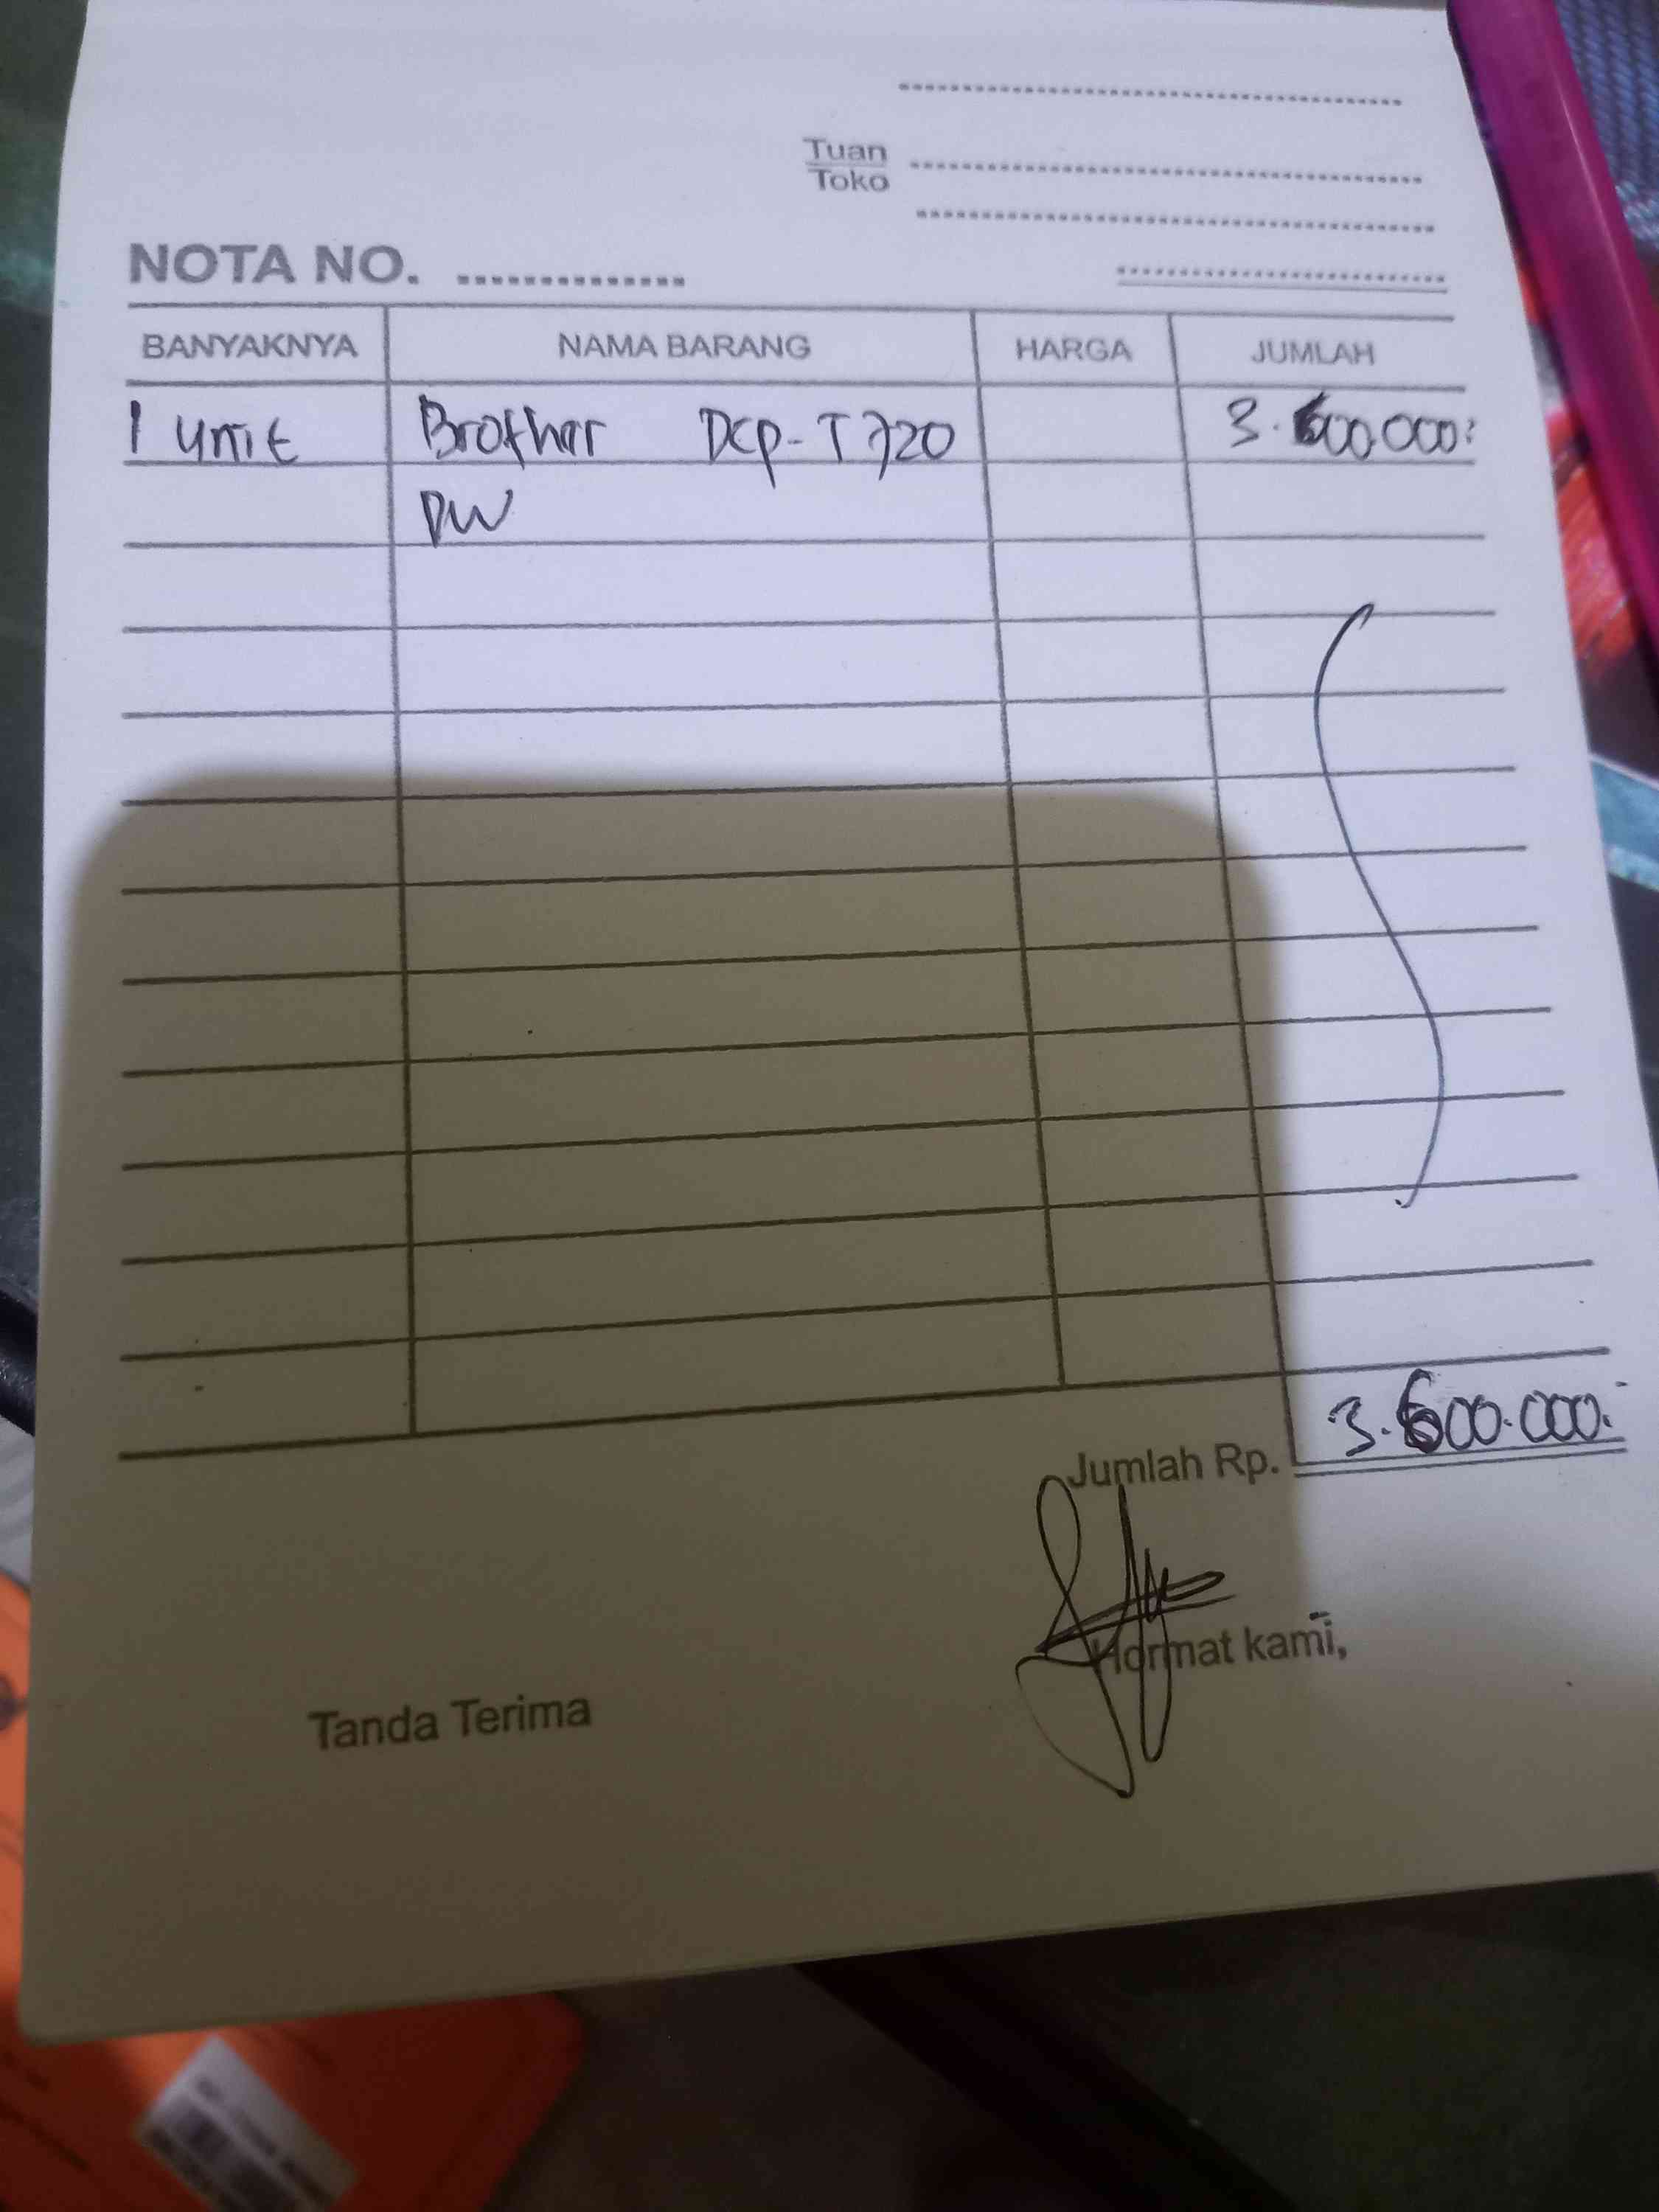 Tuan
Toko
NOTA NO.
BANYAKNYA NAMA BARANG HARGA JUMLAH
1 unit Brother DCP-T720 3.600.000:
DW
Jumlah Rp. 3.600.000.-
Hormat kami,
Tanda Terima